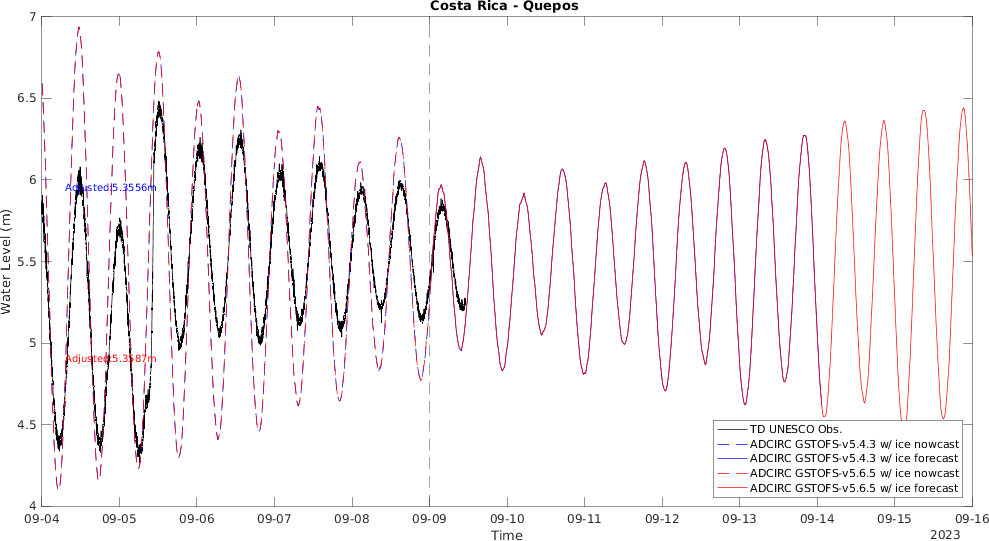 Costa Rica - Quepos
Water Level (m)
7
6.5
6
5.5
5
4.5
4
Adjusted:5.3556m
Adjusted:5.3587m
TD UNESCO Obs.
ADCIRC GSTOFS-v5.4.3 w/ ice nowcast
ADCIRC GSTOFS-v5.4.3 w/ ice forecast
ADCIRC GSTOFS-v5.6.5 w/ ice nowcast
ADCIRC GSTOFS-v5.6.5 w/ ice forecast
09-04 09-05 09-06 09-07 09-08 09-09 09-10 09-11 09-12 09-13 09-14 09-15 09-16
Time
2023